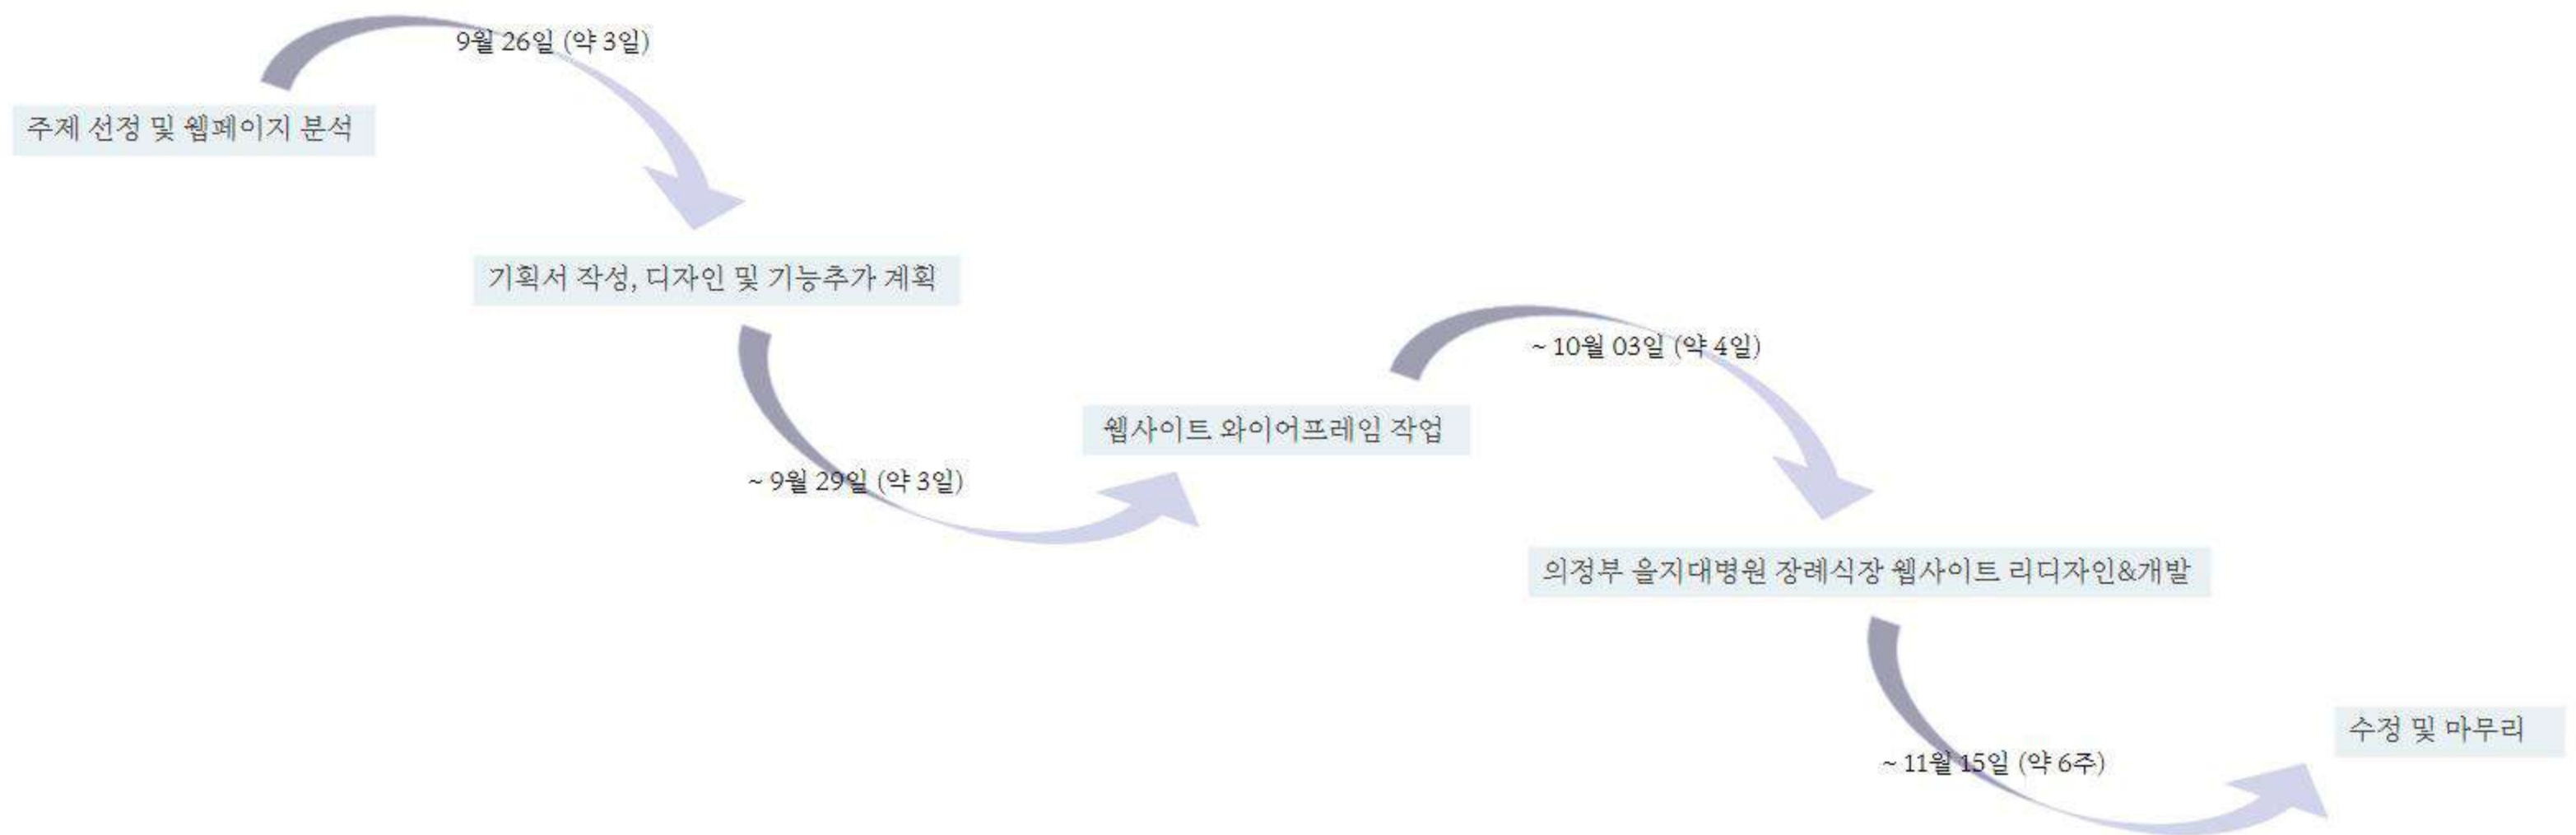 9월 26일 (약 3일)
주제 선정 및 웹페이지 분석
기획서 작성, 디자인 및 기능추가 계획
~ 9월 29일 (약 3일)
웹사이트 와이어프레임 작업
~ 10월 03일 (약 4일)
의정부 을지대병원 장례식장 웹사이트 리디자인&개발
~ 11월 15일 (약 6주)
수정 및 마무리